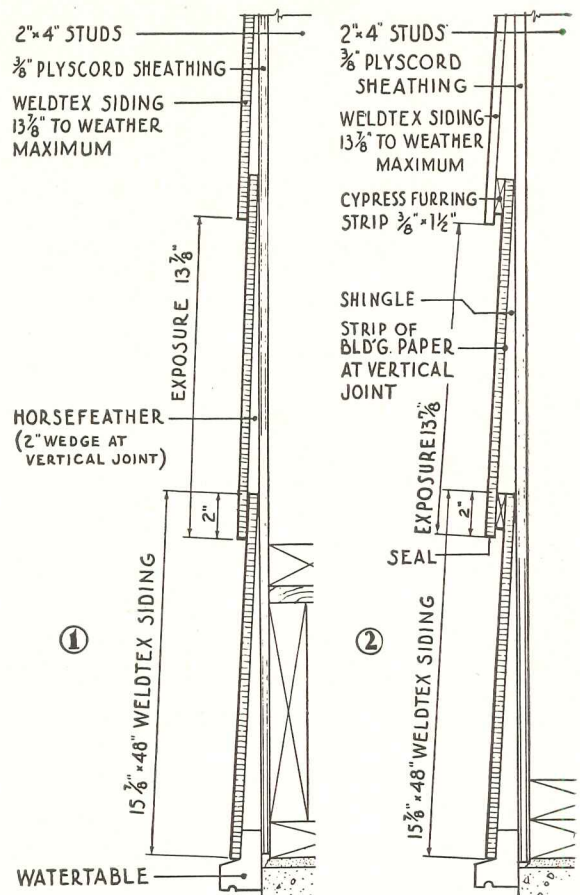 2"×4" STUDS
3/8" PLYSCORD SHEATHING
WELDTEX SIDING
13 7/8" TO WEATHER
MAXIMUM
EXPOSURE 13 7/8"
HORSEFEATHER
(2" WEDGE AT
VERTICAL JOINT)
2"
①
15 7/8" × 48" WELDTEX SIDING
WATERTABLE
2"×4" STUDS
3/8" PLYSCORD
SHEATHING
WELDTEX SIDING
13 7/8" TO WEATHER
MAXIMUM
CYPRESS FURRING
STRIP 3/8" × 1 1/2"
SHINGLE
STRIP OF
BLD'G. PAPER
AT VERTICAL
JOINT
EXPOSURE 13 7/8
2"
SEAL
②
15 7/8" × 48" WELDTEX SIDING